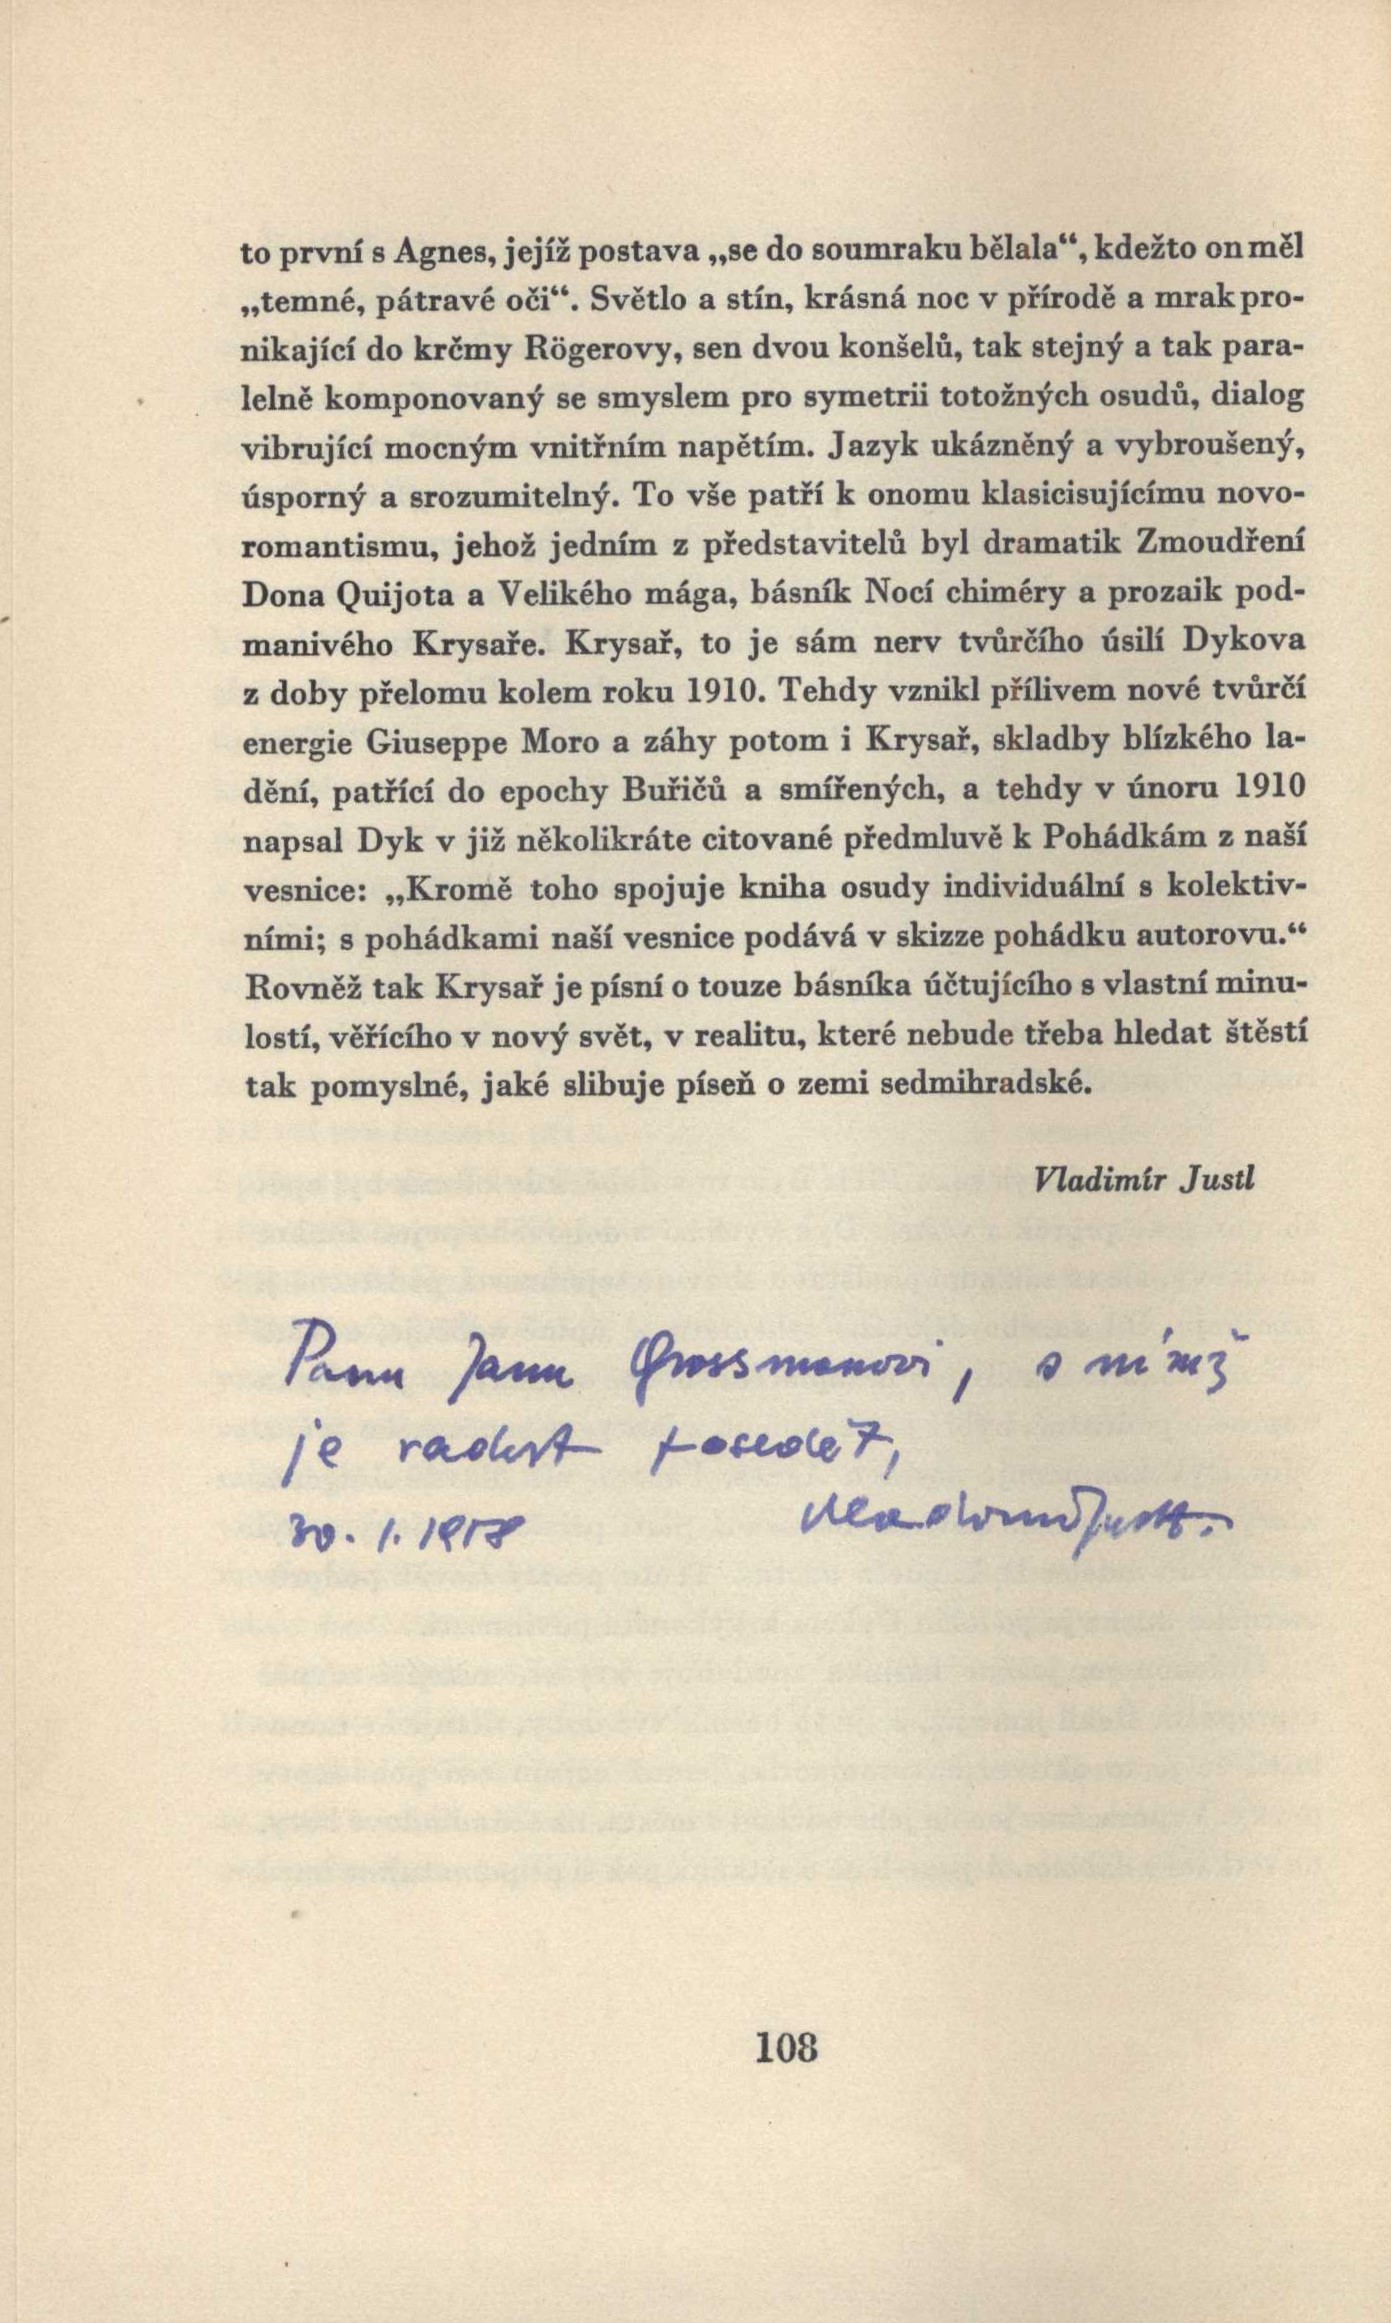 to první s Agnes, jejíž postava „se do soumraku bělala“, kdežto on měl
„temné, pátravé oči“. Světlo a stín, krásná noc v přírodě a mrak pro-
nikající do krčmy Rögerovy, sen dvou konšelů, tak stejný a tak para-
lelně komponovaný se smyslem pro symetrii totožných osudů, dialog
vibrující mocným vnitřním napětím. Jazyk ukázněný a vybroušený,
úsporný a srozumitelný. To vše patří k onomu klasicisujícímu novo-
romantismu, jehož jedním z představitelů byl dramatik Zmoudření
Dona Quijota a Velikého mága, básník Nocí chiméry a prozaik pod-
manivého Krysaře. Krysař, to je sám nerv tvůrčího úsilí Dykova
z doby přelomu kolem roku 1910. Tehdy vznikl přílivem nové tvůrčí
energie Giuseppe Moro a záhy potom i Krysař, skladby blízkého la-
dění, patřící do epochy Buřičů a smířených, a tehdy v únoru 1910
napsal Dyk v již několikráte citované předmluvě k Pohádkám z naší
vesnice: „Kromě toho spojuje kniha osudy individuální s kolektiv-
ními; s pohádkami naší vesnice podává v skizze pohádku autorovu.“
Rovněž tak Krysař je písní o touze básníka účtujícího s vlastní minu-
lostí, věřícího v nový svět, v realitu, které nebude třeba hledat štěstí
tak pomyslné, jaké slibuje píseň o zemi sedmihradské.
Vladimír Justl
Panu Janu Grossmanovi, s nímž
je radost posedět,
30. 1. 1958 Vladimír Justl.
108